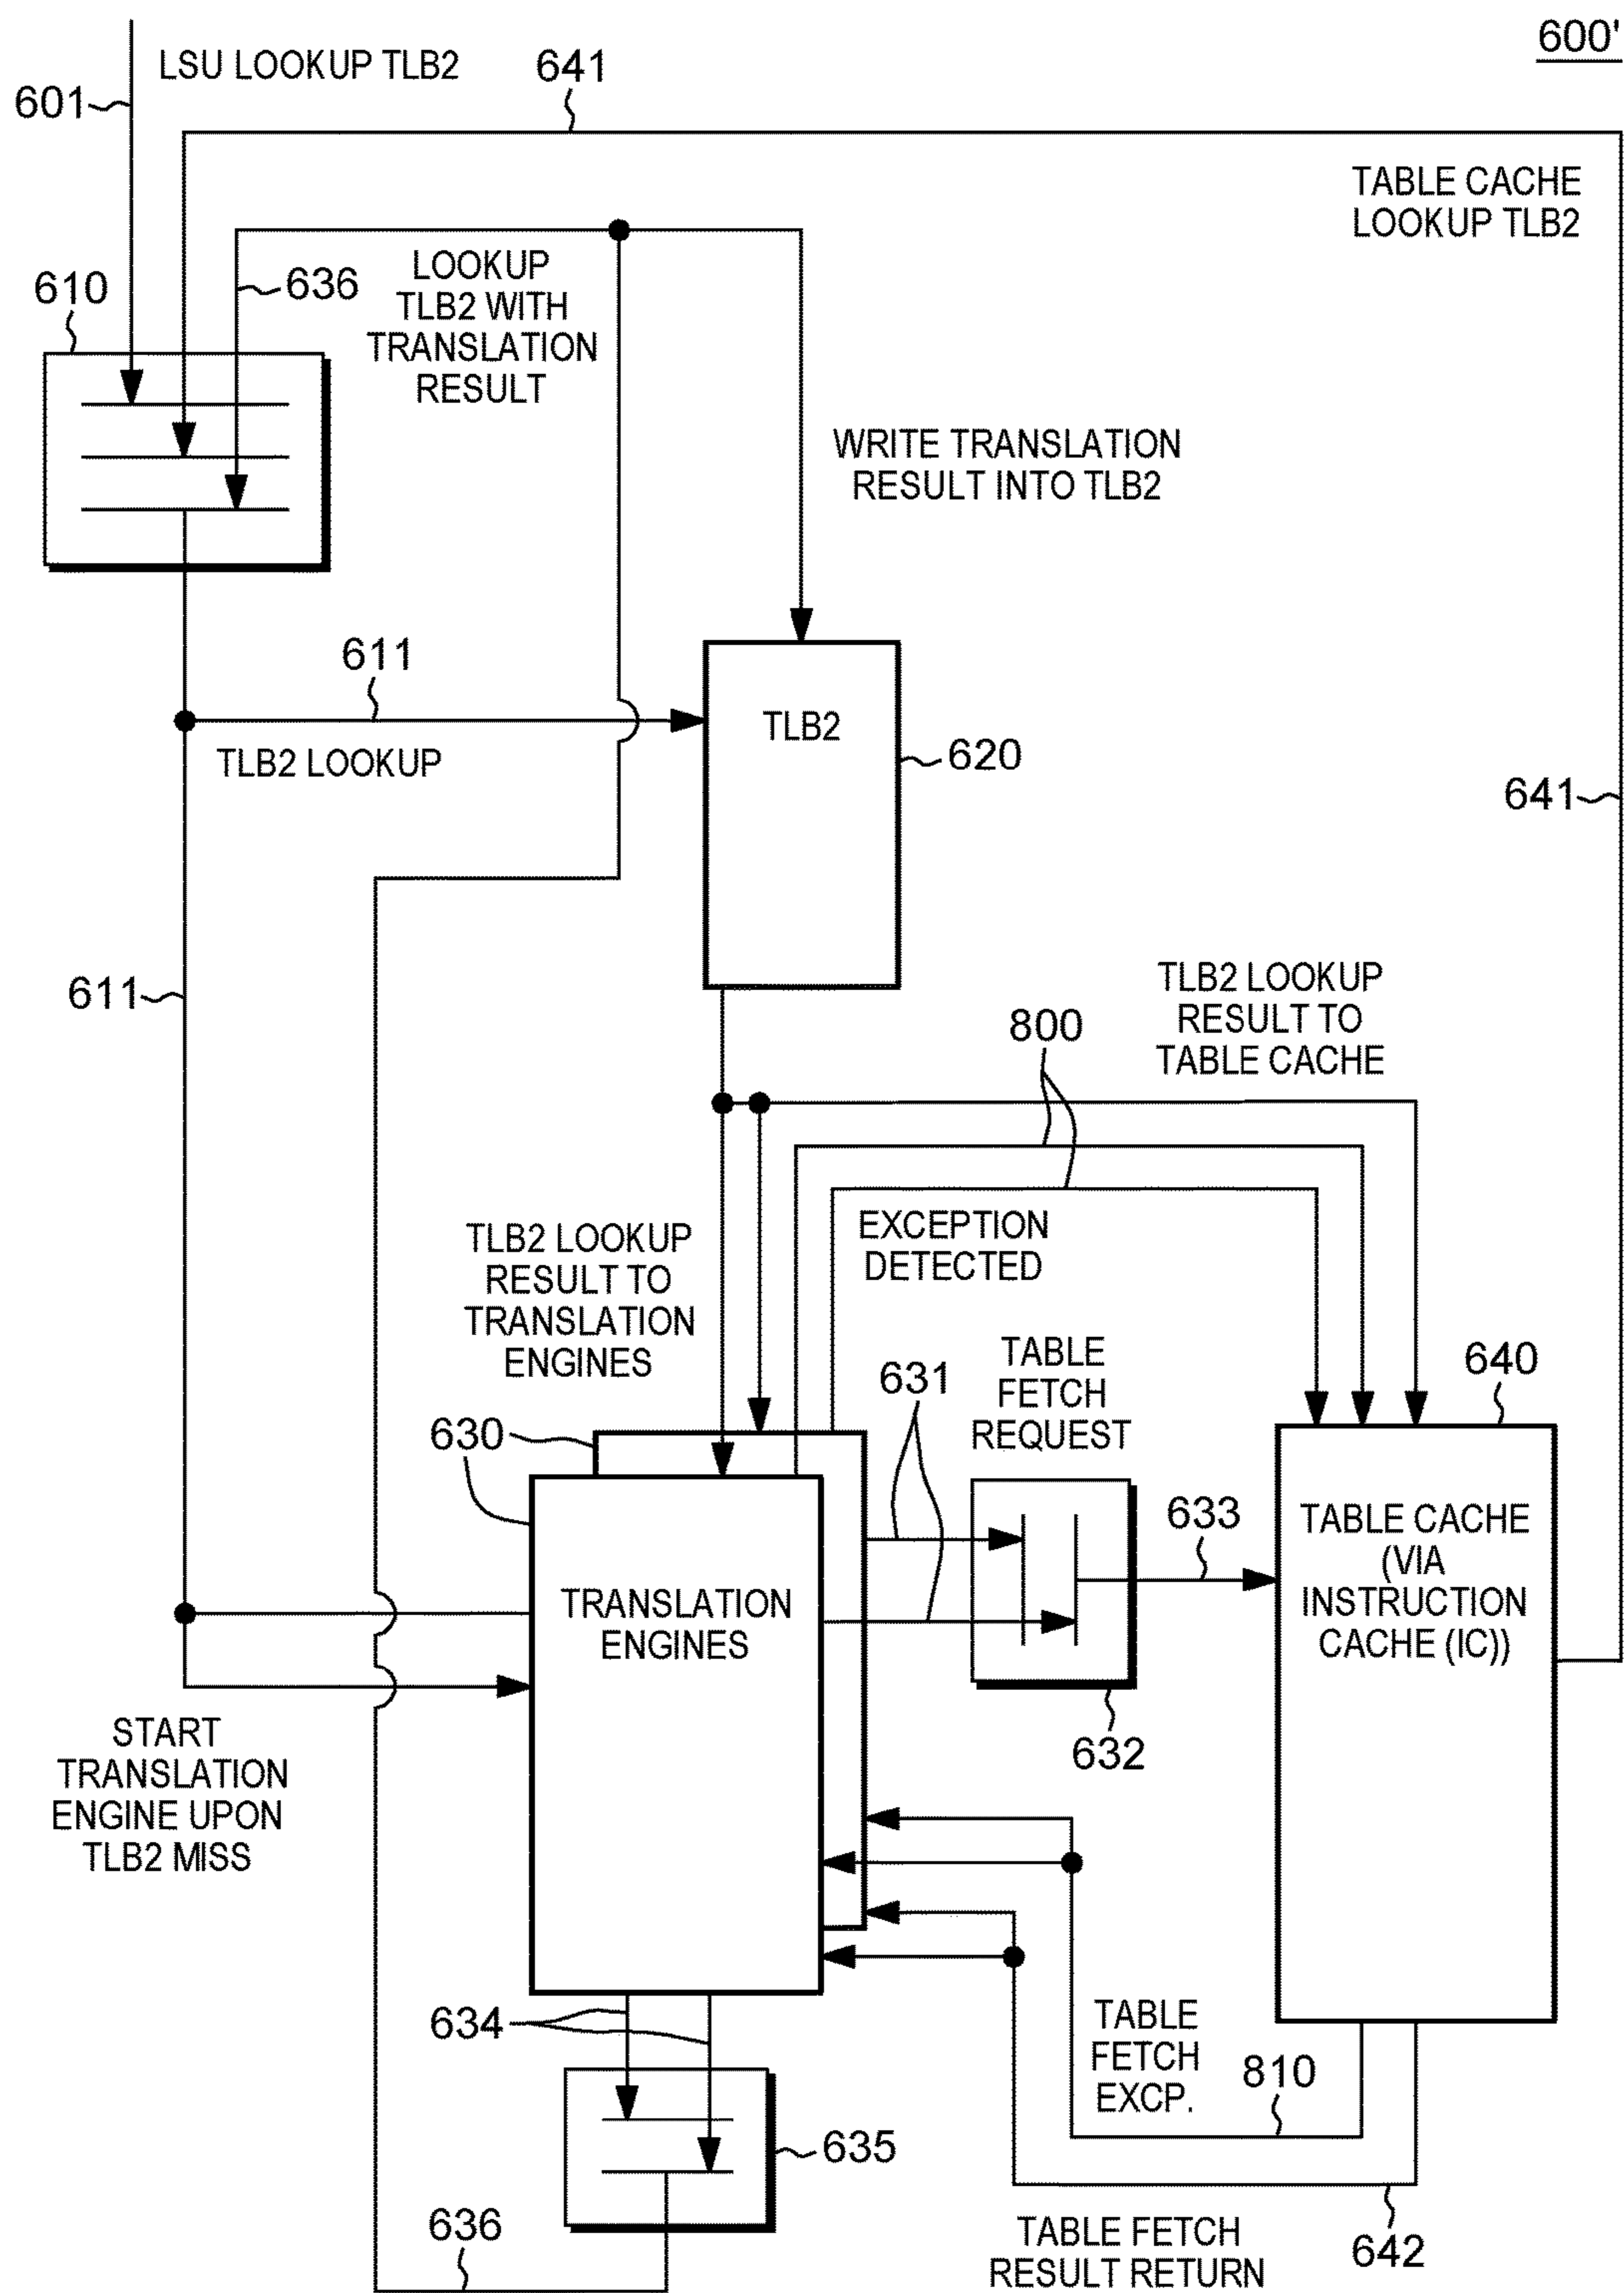 600'
LSU LOOKUP TLB2
641
601
TABLE CACHE
LOOKUP TLB2
610
636
LOOKUP
TLB2 WITH
TRANSLATION
RESULT
WRITE TRANSLATION
RESULT INTO TLB2
611
TLB2
TLB2 LOOKUP
620
641
611
TLB2 LOOKUP
RESULT TO
TABLE CACHE
800
TLB2 LOOKUP
RESULT TO
TRANSLATION
ENGINES
EXCEPTION
DETECTED
TABLE
FETCH
REQUEST
631
640
630
633
TABLE CACHE
(VIA
INSTRUCTION
CACHE (IC))
TRANSLATION
ENGINES
632
START
TRANSLATION
ENGINE UPON
TLB2 MISS
634
TABLE
FETCH
EXCP.
810
635
636
TABLE FETCH
RESULT RETURN
642